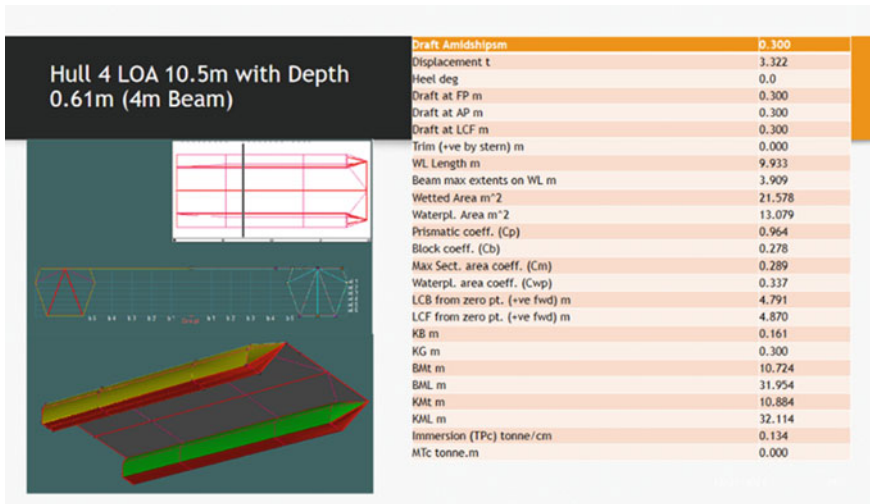 Hull 4 LOA 10.5m with Depth
0.61m (4m Beam)
Draft Amidshipsm 0.300
Displacement t 3.322
Heel deg 0.0
Draft at FP m 0.300
Draft at AP m 0.300
Draft at LCF m 0.300
Trim (+ve by stern) m 0.000
WL Length m 9.933
Beam max extents on WL m 3.909
Wetted Area m^2 21.578
Waterpl. Area m^2 13.079
Prismatic coeff. (Cp) 0.964
Block coeff. (Cb) 0.278
Max Sect. area coeff. (Cm) 0.289
Waterpl. area coeff. (Cwp) 0.337
LCB from zero pt. (+ve fwd) m 4.791
LCF from zero pt. (+ve fwd) m 4.870
KB m 0.161
KG m 0.300
BMt m 10.724
BML m 31.954
KMt m 10.884
KML m 32.114
Immersion (TPc) tonne/cm 0.134
MTc tonne.m 0.000